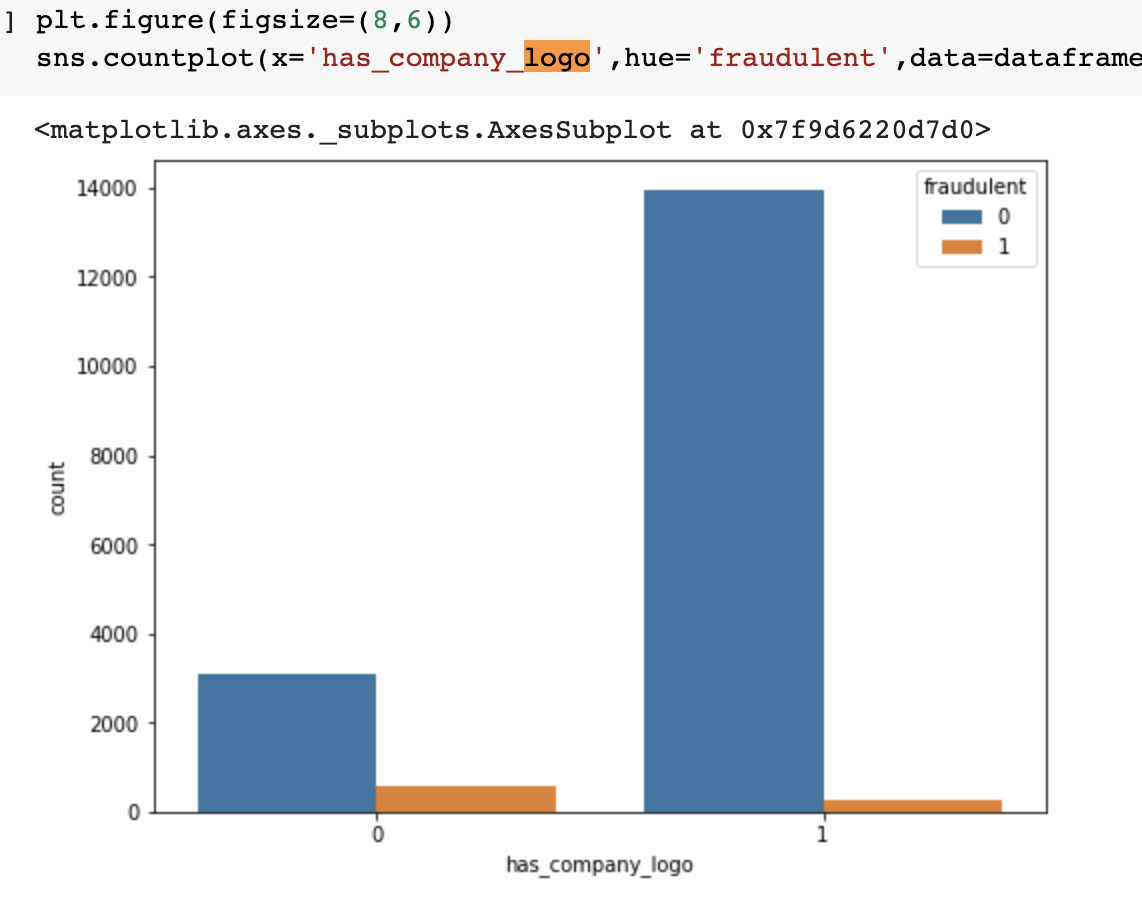 ] plt.figure(figsize=(8,6))
sns.countplot(x='has_company_logo',hue='fraudulent',data=dataframe
<matplotlib.axes._subplots.AxesSubplot at 0x7f9d6220d7d0>
fraudulent
0
1
14000
12000
10000
8000
6000
4000
2000
0
count
0 1
has_company_logo